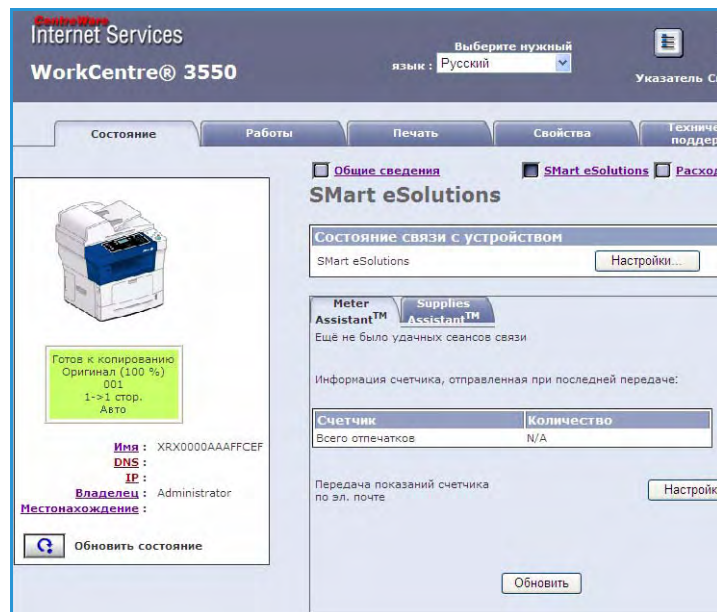 CentreWare
Internet Services
WorkCentre® 3550
Выберите нужный
язык : Русский
Указатель С
Состояние
Работы
Печать
Свойства
Техниче
поддер
Общие сведения
SMart eSolutions
Расход
SMart eSolutions
Состояние связи с устройством
SMart eSolutions
Настройки...
Meter
Assistant™
Supplies
Assistant™
Ещё не было удачных сеансов связи
Информация счетчика, отправленная при последней передаче:
Счетчик
Количество
Всего отпечатков
N/A
Передача показаний счетчика
по эл. почте
Настройк
Обновить
Готов к копированию
Оригинал (100 %)
001
1->1 стор.
Авто
Имя : XRX0000AAAFFCEF
DNS :
IP :
Владелец : Administrator
Местонахождение :
Обновить состояние